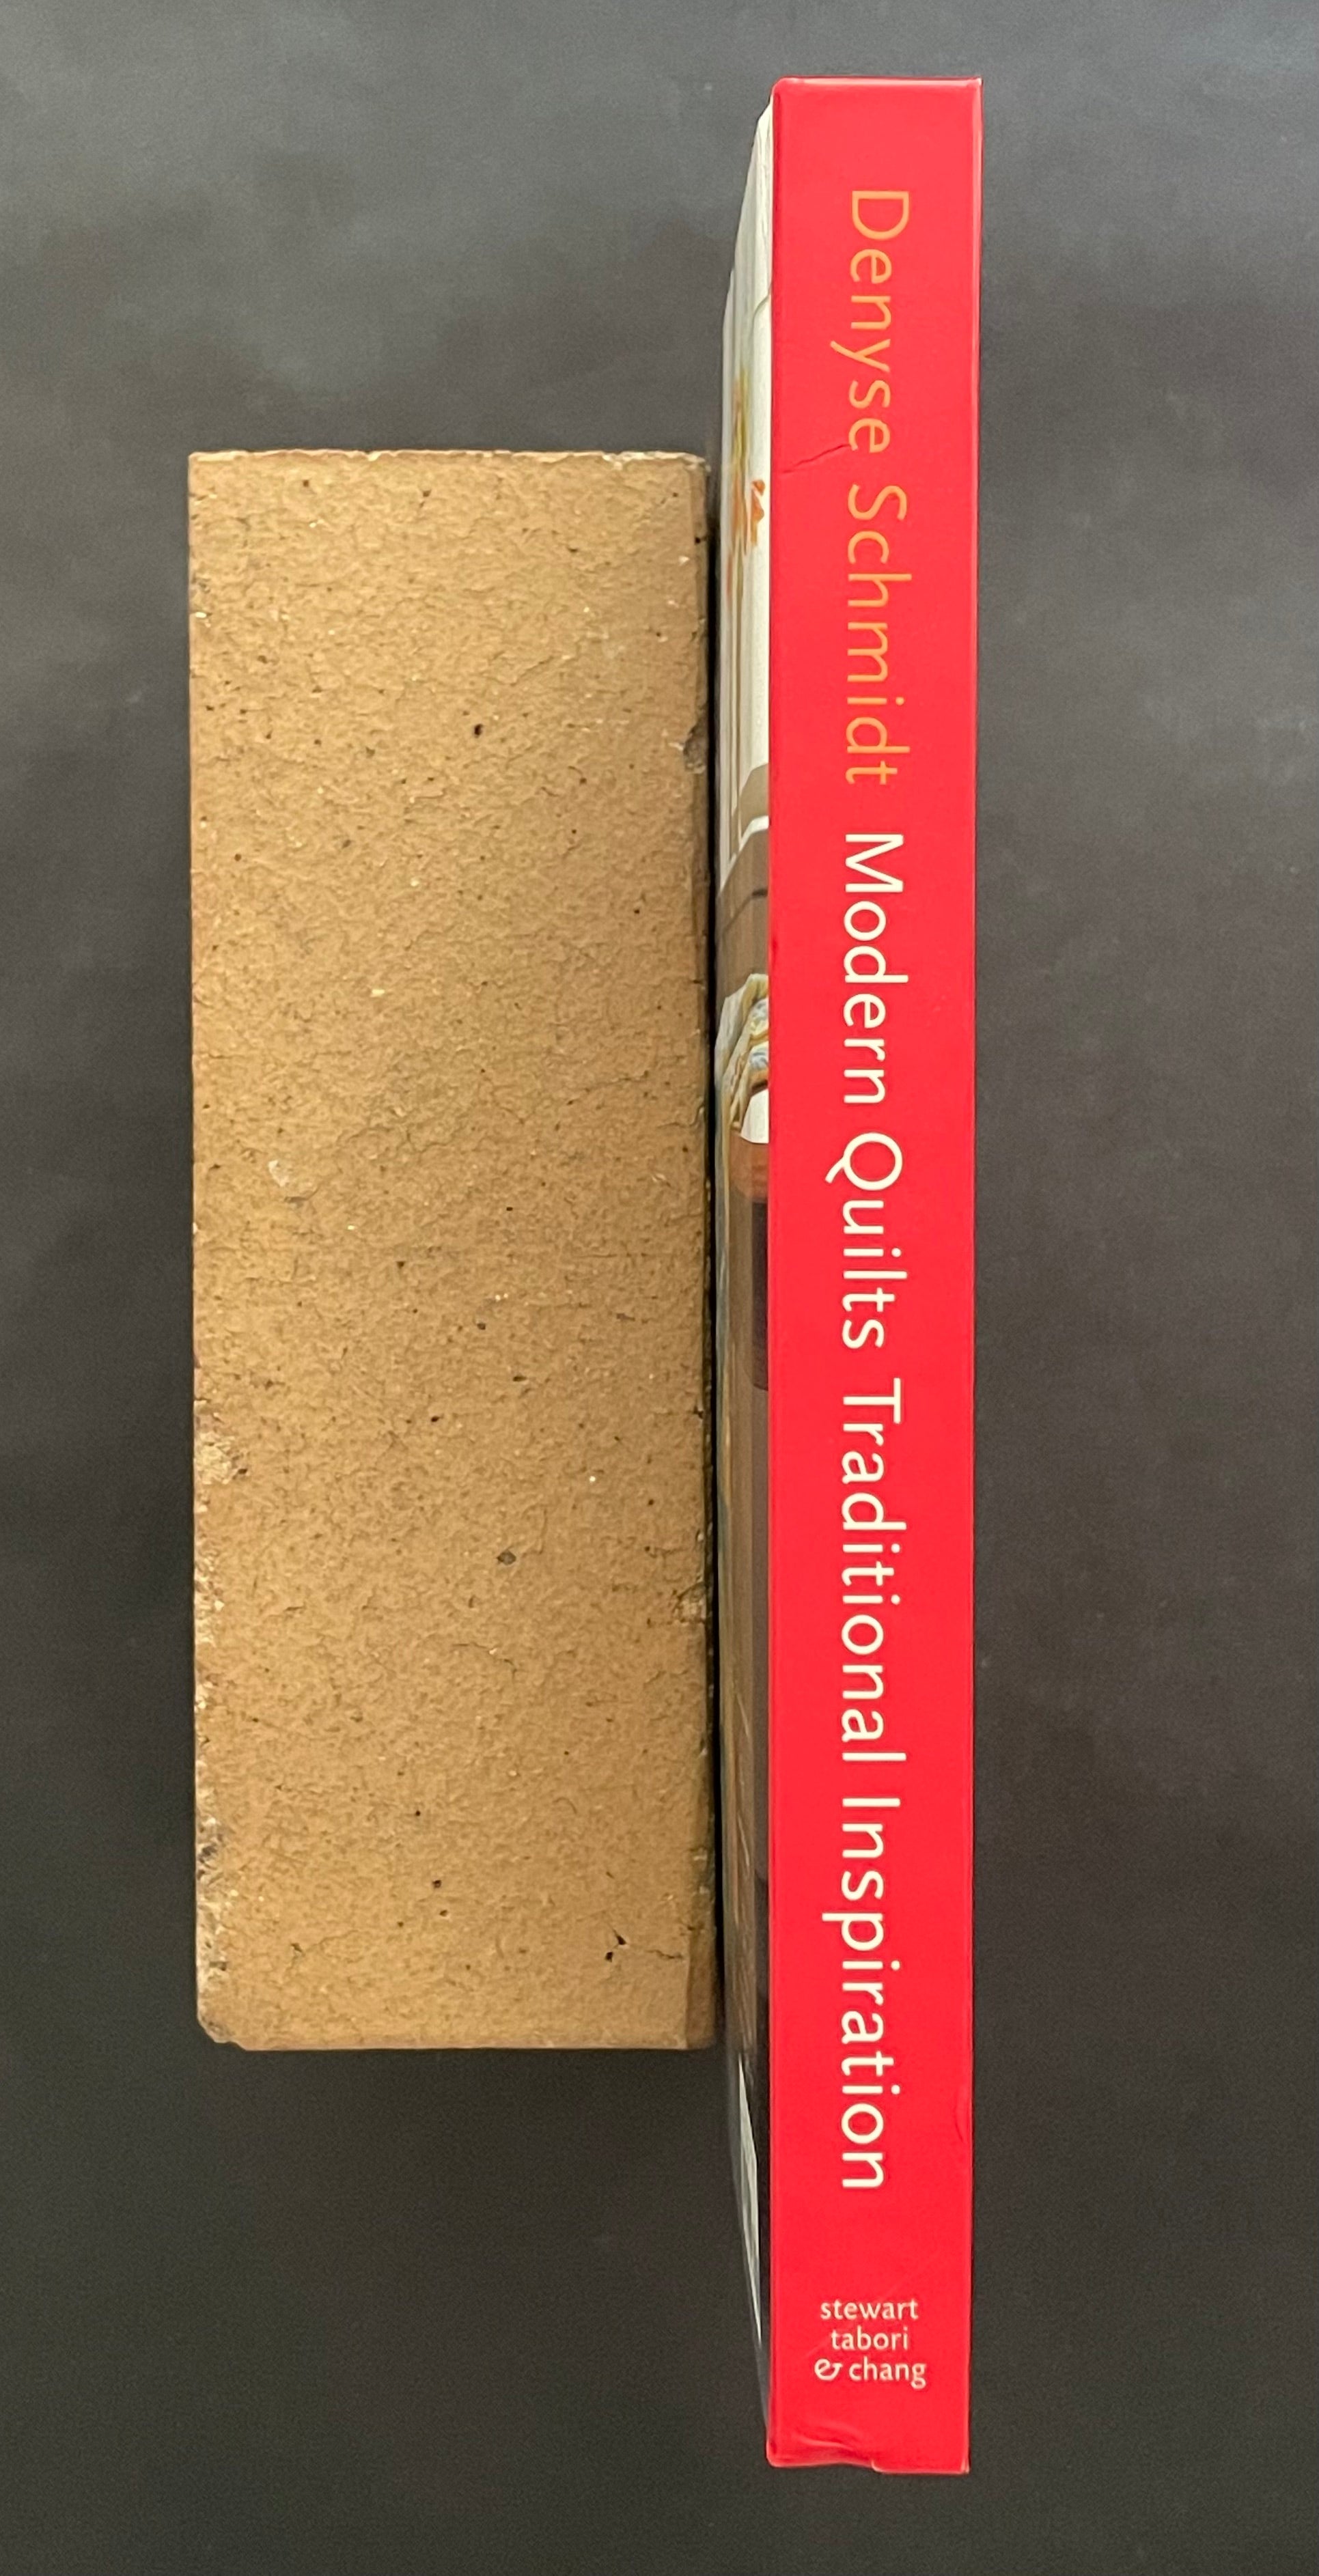 Denyse Schmidt Modern Quilts Traditional Inspiration
stewart
tabori
& chang